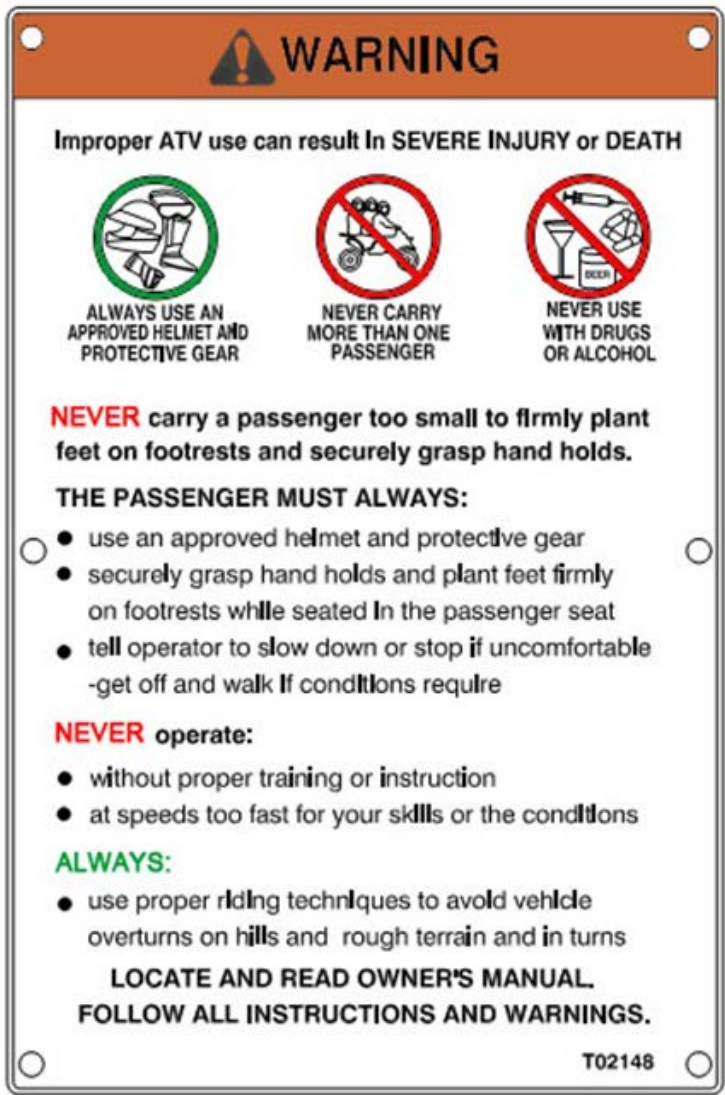 WARNING
Improper ATV use can result in SEVERE INJURY or DEATH
ALWAYS USE AN
APPROVED HELMET AND
PROTECTIVE GEAR
NEVER CARRY
MORE THAN ONE
PASSENGER
BEER
NEVER USE
WITH DRUGS
OR ALCOHOL
NEVER carry a passenger too small to firmly plant
feet on footrests and securely grasp hand holds.
THE PASSENGER MUST ALWAYS:
● use an approved helmet and protective gear
● securely grasp hand holds and plant feet firmly
on footrests while seated in the passenger seat
● tell operator to slow down or stop if uncomfortable
-get off and walk if conditions require
NEVER operate:
● without proper training or instruction
● at speeds too fast for your skills or the conditions
ALWAYS:
● use proper riding techniques to avoid vehicle
overturns on hills and rough terrain and in turns
LOCATE AND READ OWNER'S MANUAL.
FOLLOW ALL INSTRUCTIONS AND WARNINGS.
T02148